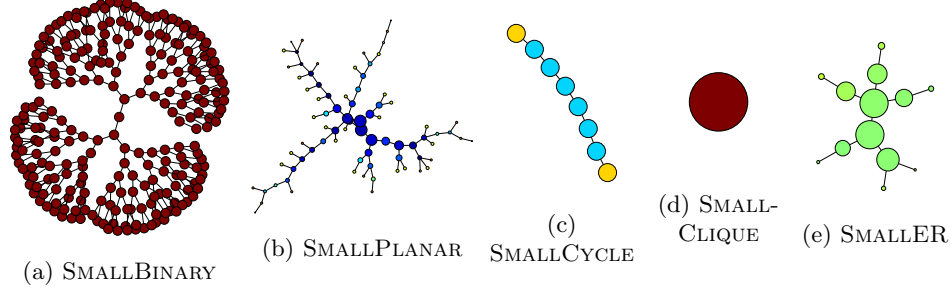 (a) SMALLBINARY
(b) SMALLPLANAR
(c)
SMALLCYCLE
(d) SMALL-
CLIQUE
(e) SMALLER